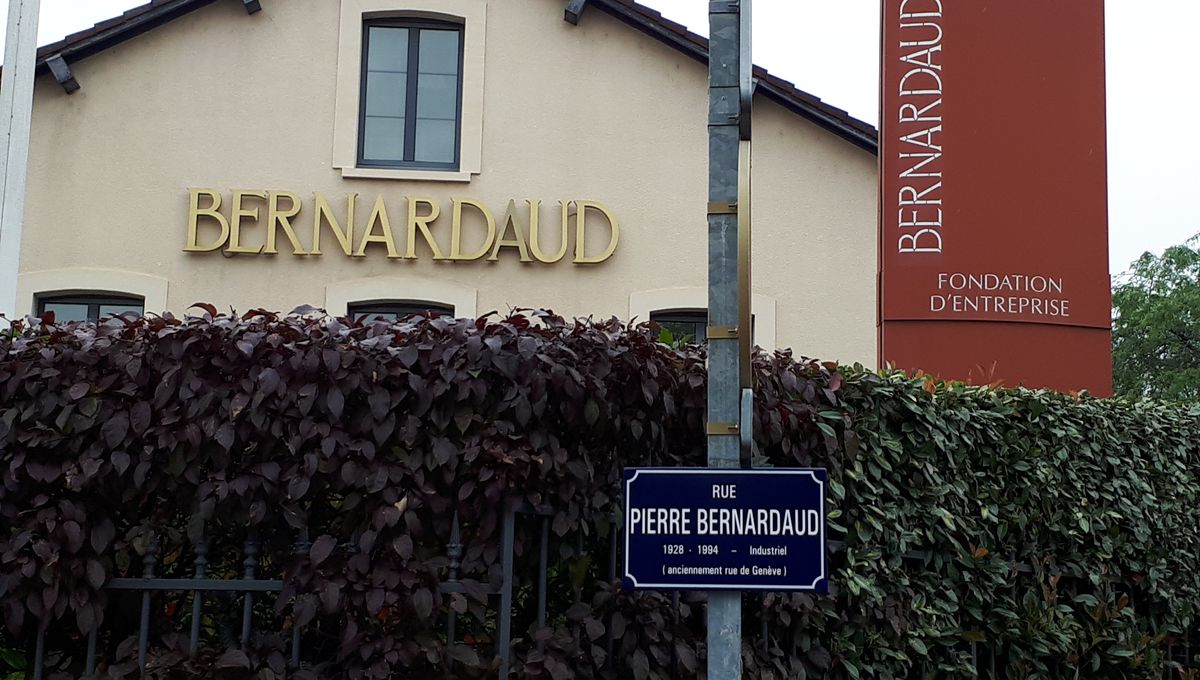 BERNARDAUD
BERNARDAUD
FONDATION
D'ENTREPRISE
RUE
PIERRE BERNARDAUD
1928 - 1994 - Industriel
( anciennement rue de Genève )